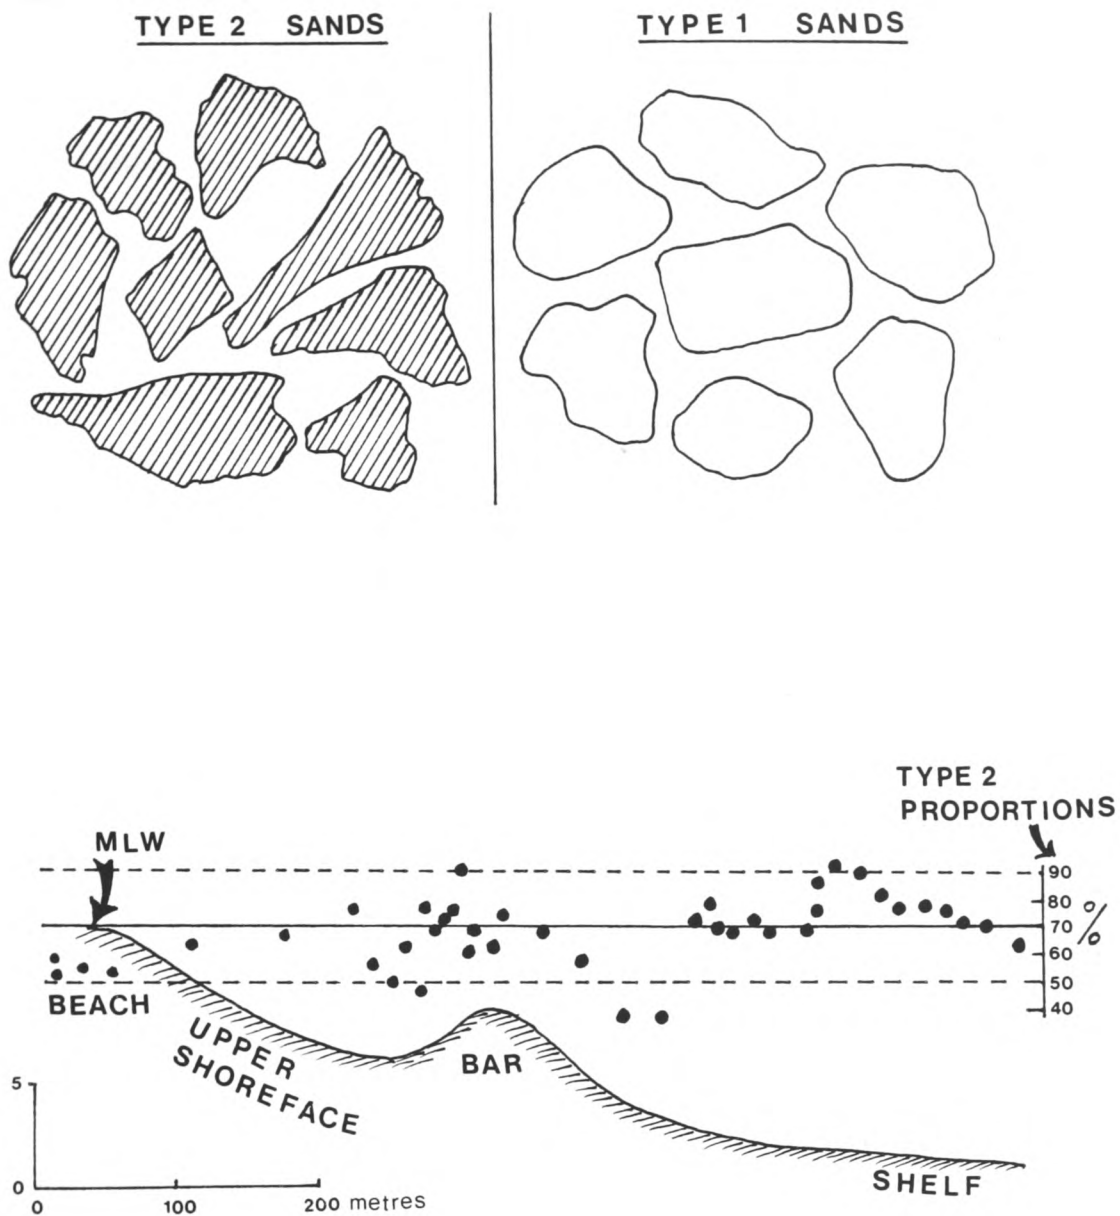 TYPE 2 SANDS
TYPE 1 SANDS
TYPE 2
PROPORTIONS
MLW
90
80
70
60
50
40
%
BEACH
UPPER
SHOREFACE
BAR
SHELF
5
0
0
100
200 metres